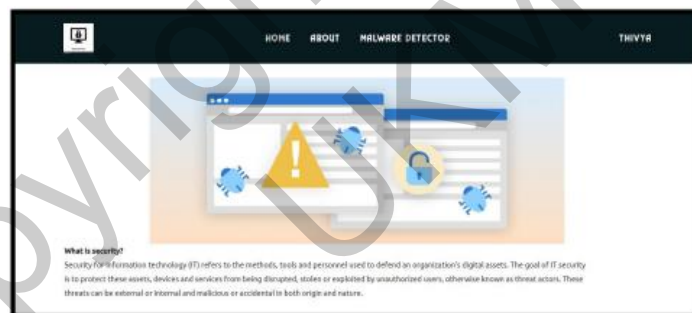 HOME ABOUT MALWARE DETECTOR THIVYA
What is security?
Security for information technology (IT) refers to the methods, tools and personnel used to defend an organization's digital assets. The goal of IT security
is to protect these assets, devices and services from being disrupted, stolen or exploited by unauthorized users, otherwise known as threat actors. These
threats can be external or internal and malicious or accidental in both origin and nature.